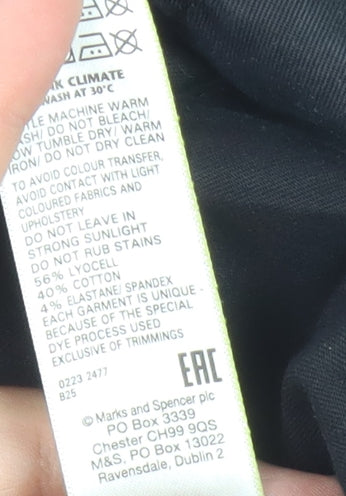 CLIMATE
WASH AT 30°C
MACHINE WARM
WASH/ DO NOT BLEACH/
TUMBLE DRY/ WARM
IRON/ DO NOT DRY CLEAN
TO AVOID COLOUR TRANSFER,
AVOID CONTACT WITH LIGHT
COLOURED FABRICS AND
UPHOLSTERY
DO NOT LEAVE IN
STRONG SUNLIGHT
DO NOT RUB STAINS
56% LYOCELL
40% COTTON
4% ELASTANE/ SPANDEX
EACH GARMENT IS UNIQUE -
BECAUSE OF THE SPECIAL
DYE PROCESS USED
EXCLUSIVE OF TRIMMINGS
EAC
0223 2477
B25
© Marks and Spencer plc
PO Box 3339
Chester CH99 9QS
M&S, PO Box 13022
Ravensdale, Dublin 2